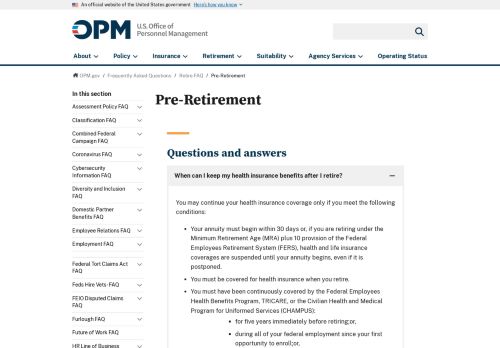 An official website of the United States government Here's how you know
OPM U.S. Office of
Personnel Management
About Policy Insurance Retirement Suitability Agency Services Operating Status
OPM.gov / Frequently Asked Questions / Retire FAQ / Pre-Retirement
In this section
Assessment Policy FAQ
Classification FAQ
Combined Federal
Campaign FAQ
Coronavirus FAQ
Cybersecurity
Information FAQ
Diversity and Inclusion
FAQ
Domestic Partner
Benefits FAQ
Employee Relations FAQ
Employment FAQ
Federal Tort Claims Act
FAQ
Feds Hire Vets- FAQ
FEIO Disputed Claims
FAQ
Furlough FAQ
Future of Work FAQ
HR Line of Business
Pre-Retirement
Questions and answers
When can I keep my health insurance benefits after I retire?
You may continue your health insurance coverage only if you meet the following
conditions:
Your annuity must begin within 30 days or, if you are retiring under the
Minimum Retirement Age (MRA) plus 10 provision of the Federal
Employees Retirement System (FERS), health and life insurance
coverages are suspended until your annuity begins, even if it is
postponed.
You must be covered for health insurance when you retire.
You must have been continuously covered by the Federal Employees
Health Benefits Program, TRICARE, or the Civilian Health and Medical
Program for Uniformed Services (CHAMPUS):
for five years immediately before retiring;or,
during all of your federal employment since your first
opportunity to enroll;or,